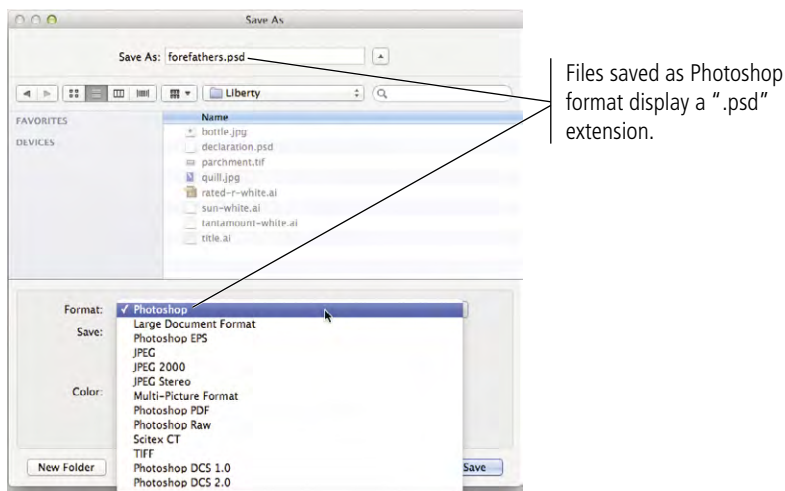 Save As
Save As: forefathers.psd
Liberty
FAVORITES
DEVICES
Name
bottle.jpg
declaration.psd
parchment.tif
quill.jpg
rated-r-white.ai
sun-white.ai
tantamount-white.ai
title.ai
Format: ✓ Photoshop
Large Document Format
Save:
Photoshop EPS
JPEG
JPEG 2000
JPEG Stereo
Color:
Multi-Picture Format
Photoshop PDF
Photoshop Raw
Scitex CT
TIFF
New Folder
Photoshop DCS 1.0
Save
Photoshop DCS 2.0
Files saved as Photoshop
format display a “.psd”
extension.